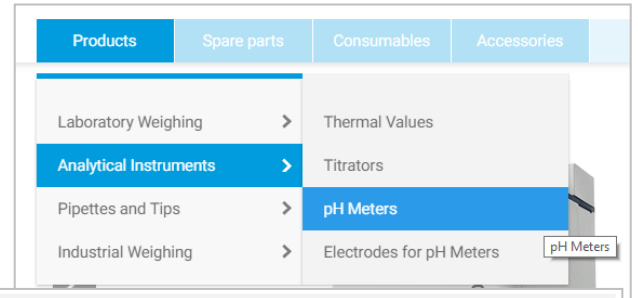 Products Spare parts Consumables Accessories
Laboratory Weighing
Analytical Instruments
Pipettes and Tips
Industrial Weighing
Thermal Values
Titrators
pH Meters
Electrodes for pH Meters
pH Meters